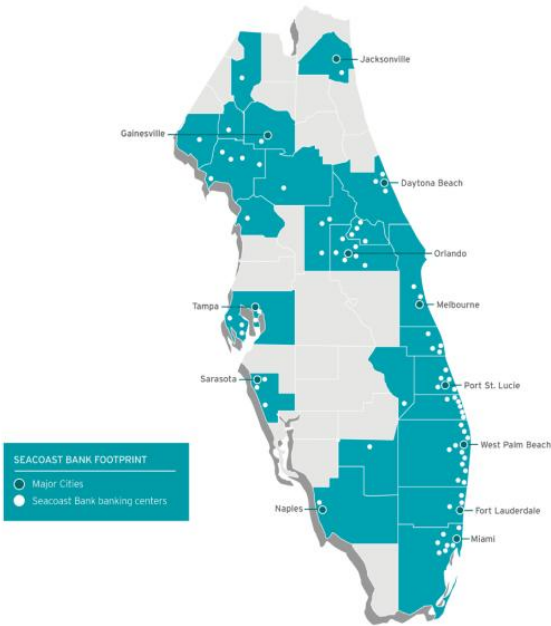 Jacksonville
Gainesville
Daytona Beach
Orlando
Tampa
Melbourne
Sarasota
Port St. Lucie
West Palm Beach
SEACOAST BANK FOOTPRINT
Major Cities
Seacoast Bank banking centers
Naples
Fort Lauderdale
Miami